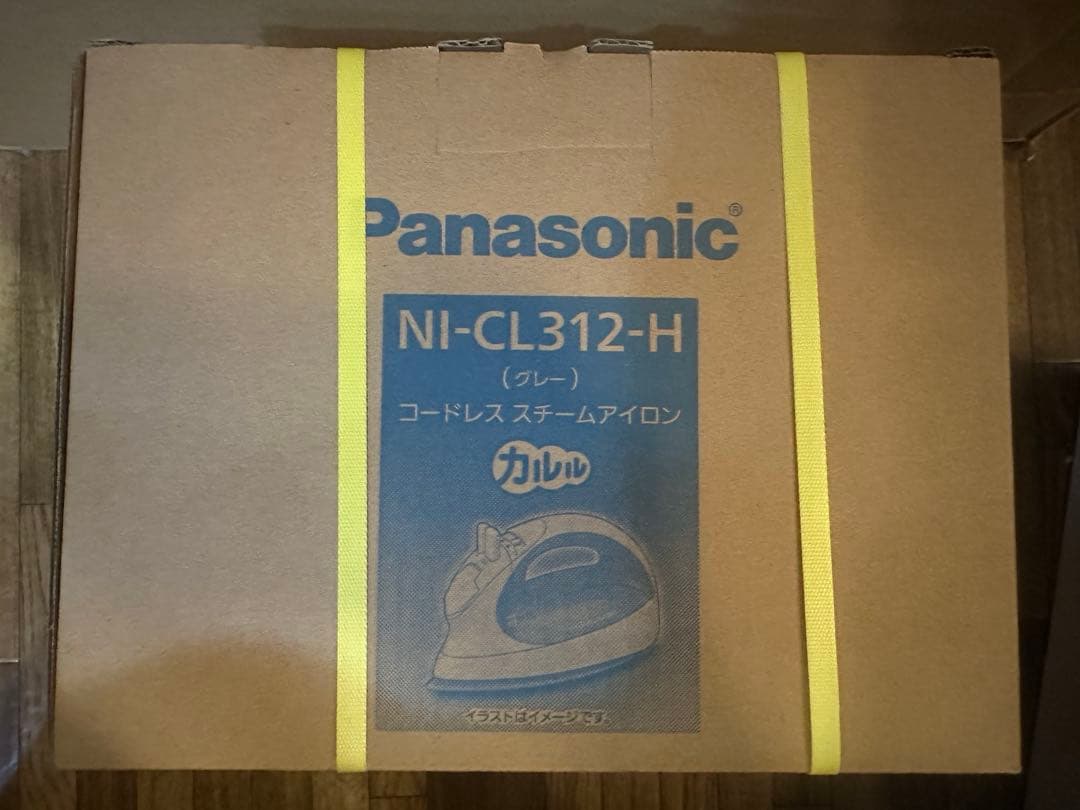 Panasonic®
NI-CL312-H
(グレー)
コードレス スチームアイロン
カルル
イラストはイメージです。